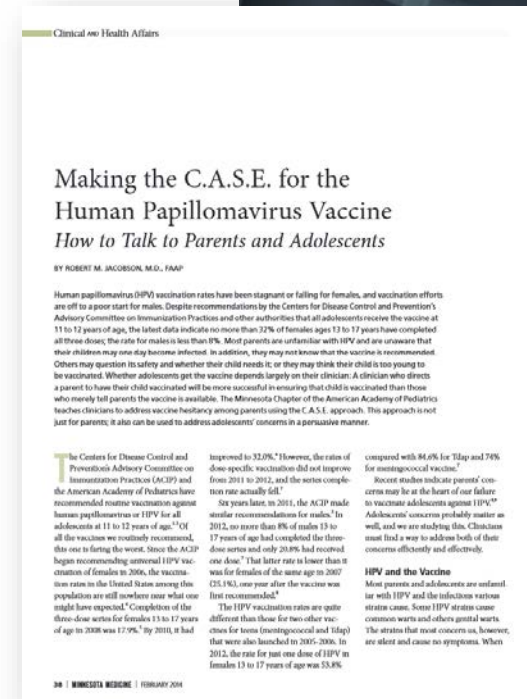 Clinical AND Health Affairs
Making the C.A.S.E. for the
Human Papillomavirus Vaccine
How to Talk to Parents and Adolescents
BY ROBERT M. JACOBSON, M.D., FAAP
Human papillomavirus (HPV) vaccination rates have been stagnant or falling for females, and vaccination efforts
are off to a poor start for males. Despite recommendations by the Centers for Disease Control and Prevention's
Advisory Committee on Immunization Practices and other authorities that all adolescents receive the vaccine at
11 to 12 years of age, the latest data indicate no more than 32% of females ages 13 to 17 years have completed
all three doses; the rate for males is less than 8%. Most parents are unfamiliar with HPV and are unaware that
their children may one day become infected. In addition, they may not know that the vaccine is recommended.
Others may question its safety and whether their child needs it; or they may think their child is too young to
be vaccinated. Whether adolescents get the vaccine depends largely on their clinician: A clinician who directs
a parent to have their child vaccinated will be more successful in ensuring that child is vaccinated than those
who merely tell parents the vaccine is available. The Minnesota Chapter of the American Academy of Pediatrics
teaches clinicians to address vaccine hesitancy among parents using the C.A.S.E. approach. This approach is not
just for parents; it also can be used to address adolescents' concerns in a persuasive manner.
The Centers for Disease Control and
Prevention's Advisory Committee on
Immunization Practices (ACIP) and
the American Academy of Pediatrics have
recommended routine vaccination against
human papillomavirus or HPV for all
adolescents at 11 to 12 years of age. Of
all the vaccines we routinely recommend,
this one is faring the worst. Since the ACIP
began recommending universal HPV vac-
cination of females in 2006, the vaccina-
tion rates in the United States among this
population are still nowhere near what one
might have expected. Completion of the
three-dose series for females 13 to 17 years
of age in 2008 was 17.9%. By 2010, it had
improved to 32.0%. However, the rates of
dose-specific vaccination did not improve
from 2011 to 2012, and the series comple-
tion rate actually fell.
Six years later, in 2011, the ACIP made
similar recommendations for males. In
2012, no more than 8% of males 13 to
17 years of age had completed the three-
dose series and only 20.8% had received
one dose. That latter rate is lower than it
was for females of the same age in 2007
(25.1%), one year after the vaccine was
first recommended.
The HPV vaccination rates are quite
different than those for two other vac-
cines for teens (meningococcal and Tdap)
that were also launched in 2005-2006. In
2012, the rate for just one dose of HPV in
females 13 to 17 years of age was 53.8%
compared with 84.6% for Tdap and 74%
for meningococcal vaccine.
Recent studies indicate parents' con-
cerns may be at the heart of our failure
to vaccinate adolescents against HPV.
Adolescents' concerns probably matter as
well, and we are studying this. Clinicians
must find a way to address both of their
concerns efficiently and effectively.
HPV and the Vaccine
Most parents and adolescents are unfamil-
iar with HPV and the infections various
strains cause. Some HPV strains cause
common warts and others genital warts.
The strains that most concern us, however,
are silent and cause no symptoms. When
38 | MINNESOTA MEDICINE | FEBRUARY 2014